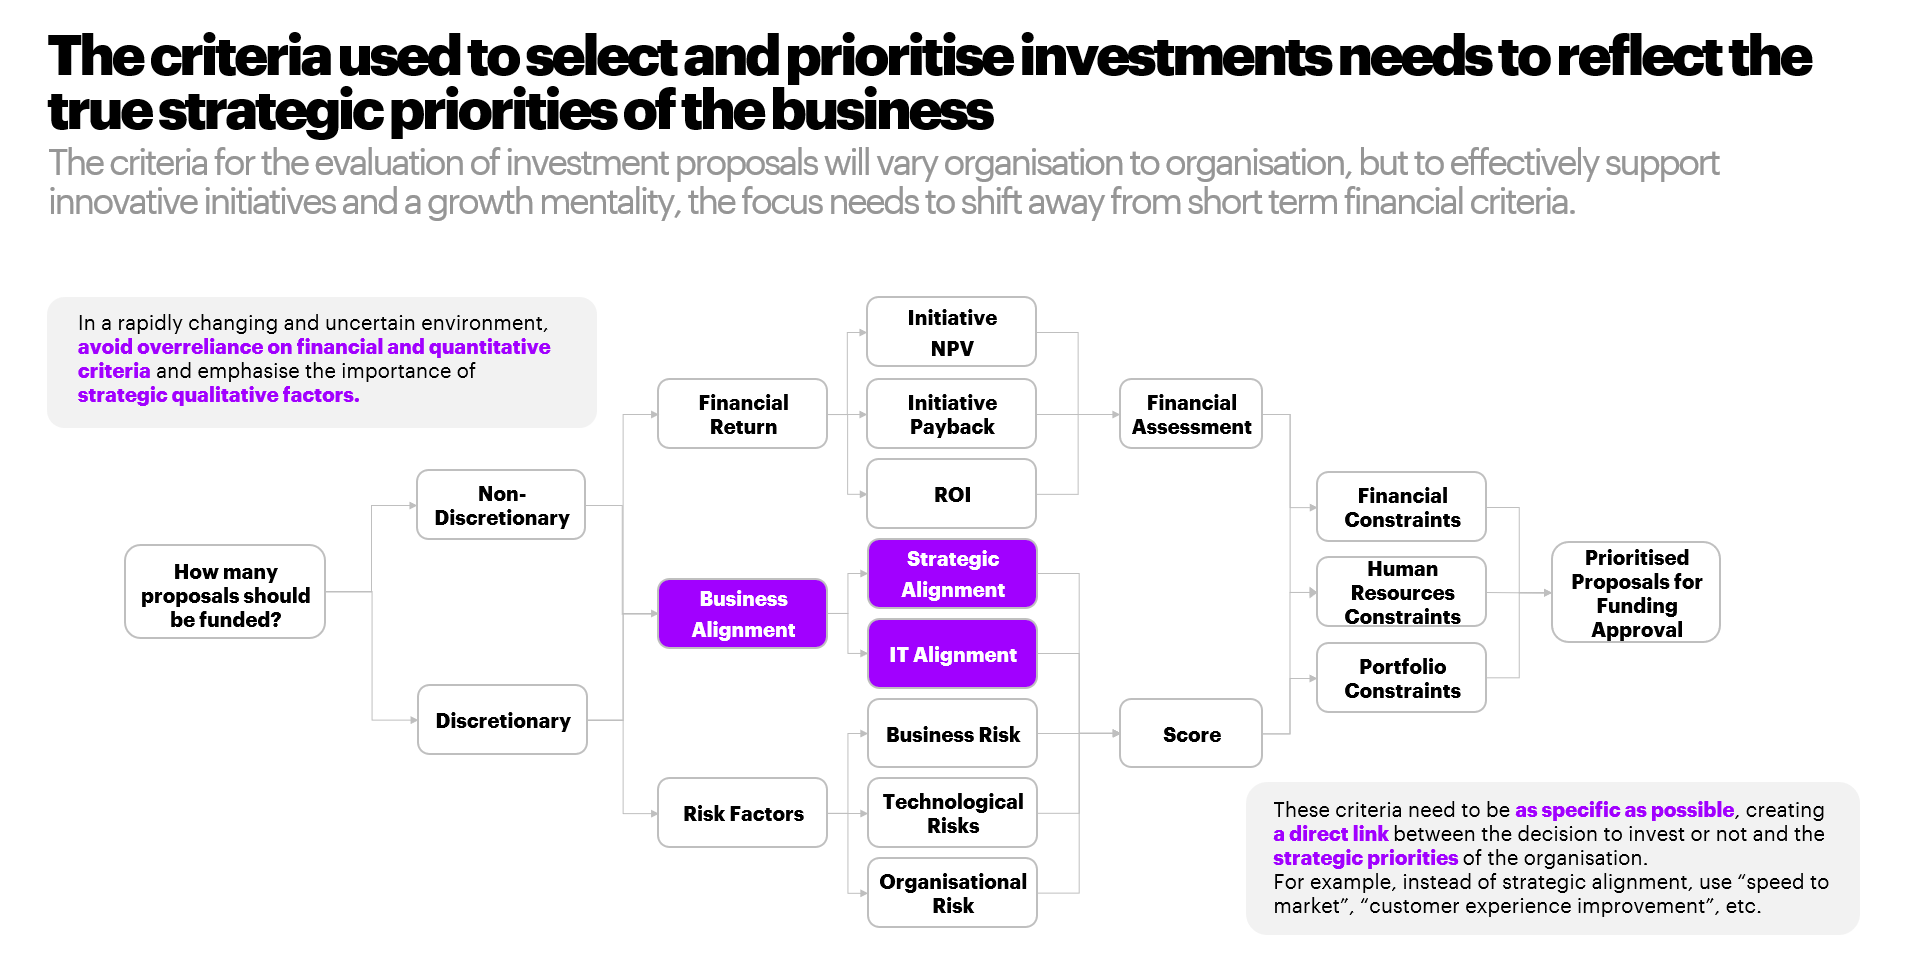 The criteria used to select and prioritise investments needs to reflect the
true strategic priorities of the business
The criteria for the evaluation of investment proposals will vary organisation to organisation, but to effectively support
innovative initiatives and a growth mentality, the focus needs to shift away from short term financial criteria.
In a rapidly changing and uncertain environment,
avoid overreliance on financial and quantitative
criteria and emphasise the importance of
strategic qualitative factors.
How many
proposals should
be funded?
Non-
Discretionary
Discretionary
Financial
Return
Business
Alignment
Risk Factors
Initiative
NPV
Initiative
Payback
ROI
Strategic
Alignment
IT Alignment
Business Risk
Technological
Risks
Organisational
Risk
Financial
Assessment
Score
Financial
Constraints
Human
Resources
Constraints
Portfolio
Constraints
Prioritised
Proposals for
Funding
Approval
These criteria need to be as specific as possible, creating
a direct link between the decision to invest or not and the
strategic priorities of the organisation.
For example, instead of strategic alignment, use “speed to
market”, “customer experience improvement”, etc.